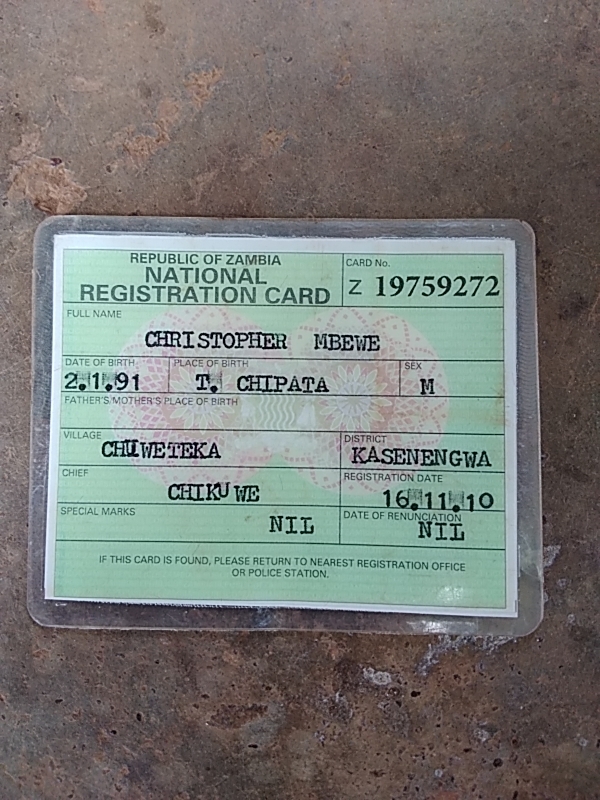 REPUBLIC OF ZAMBIA
NATIONAL
REGISTRATION CARD
CARD No.
Z 19759272
FULL NAME
CHRISTOPHER MBEWE
DATE OF BIRTH
2.1.91
PLACE OF BIRTH
T. CHIPATA
SEX
M
FATHER'S/MOTHER'S PLACE OF BIRTH
VILLAGE
CHUWETEKA
DISTRICT
KASENENGWA
CHIEF
CHIKUWE
REGISTRATION DATE
16.11.10
SPECIAL MARKS
NIL
DATE OF RENUNCIATION
NIL
IF THIS CARD IS FOUND, PLEASE RETURN TO NEAREST REGISTRATION OFFICE
OR POLICE STATION.